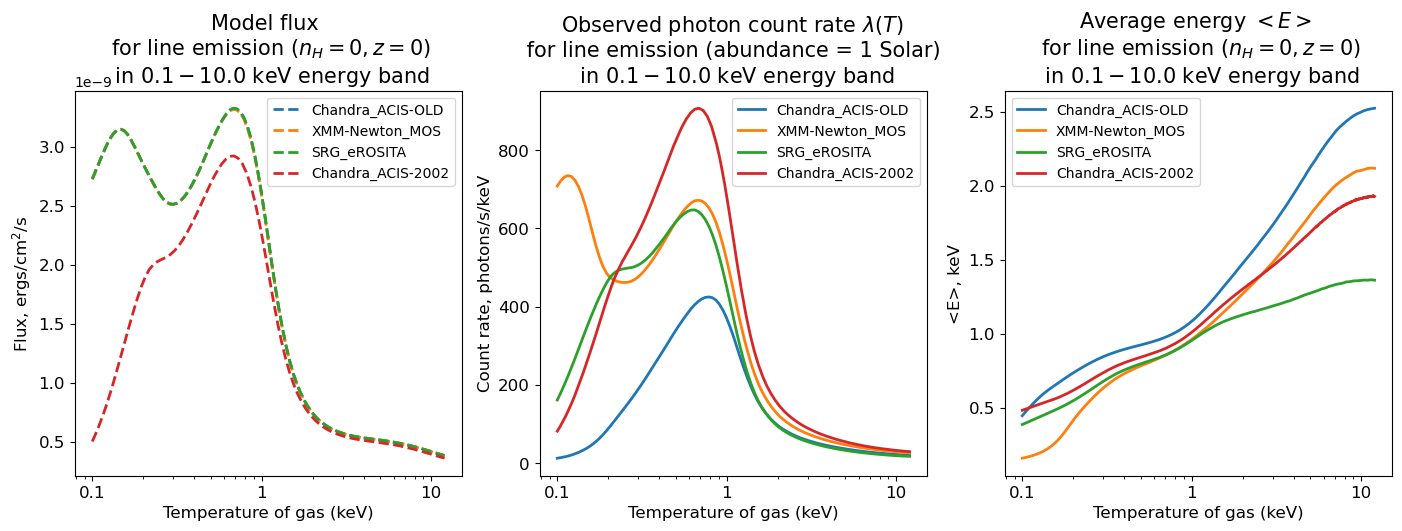 Model flux
for line emission ($n_H = 0, z = 0$)
in 0.1 − 10.0 keV energy band
1e−9
Flux, ergs/cm$^2$/s
3.0
2.5
2.0
1.5
1.0
0.5
Chandra_ACIS-OLD
XMM-Newton_MOS
SRG_eROSITA
Chandra_ACIS-2002
0.1 1 10
Temperature of gas (keV)
Observed photon count rate λ(T)
for line emission (abundance = 1 Solar)
in 0.1 − 10.0 keV energy band
Count rate, photons/s/keV
800
600
400
200
0
Chandra_ACIS-OLD
XMM-Newton_MOS
SRG_eROSITA
Chandra_ACIS-2002
0.1 1 10
Temperature of gas (keV)
Average energy < E >
for line emission ($n_H = 0, z = 0$)
in 0.1 − 10.0 keV energy band
<E>, keV
2.5
2.0
1.5
1.0
0.5
Chandra_ACIS-OLD
XMM-Newton_MOS
SRG_eROSITA
Chandra_ACIS-2002
0.1 1 10
Temperature of gas (keV)